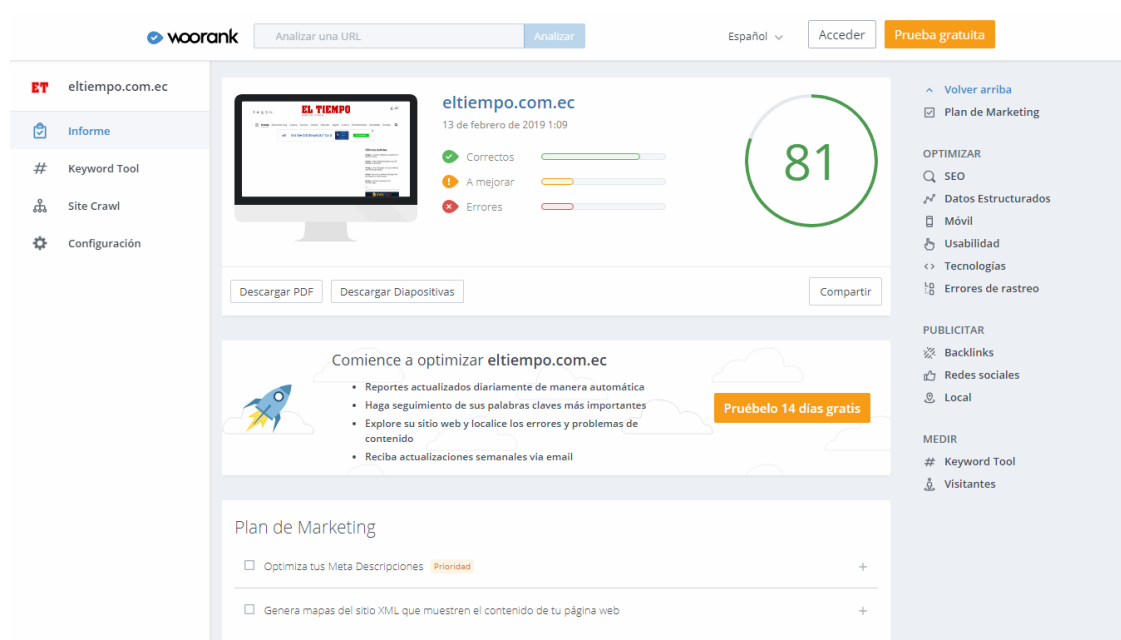 woorank
Analizar una URL
Analizar
Español
Acceder
Prueba gratuita
ET
eltiempo.com.ec
Informe
# Keyword Tool
Site Crawl
Configuración
EL TIEMPO
eltiempo.com.ec
13 de febrero de 2019 1:09
Correctos
A mejorar
Errores
81
Descargar PDF
Descargar Diapositivas
Compartir
Comience a optimizar eltiempo.com.ec
• Reportes actualizados diariamente de manera automática
• Haga seguimiento de sus palabras claves más importantes
• Explore su sitio web y localice los errores y problemas de
contenido
• Reciba actualizaciones semanales via email
Pruébelo 14 días gratis
Plan de Marketing
Optimiza tus Meta Descripciones Prioridad +
Genera mapas del sitio XML que muestren el contenido de tu página web +
Volver arriba
Plan de Marketing
OPTIMIZAR
SEO
Datos Estructurados
Móvil
Usabilidad
<> Tecnologías
Errores de rastreo
PUBLICITAR
Backlinks
Redes sociales
Local
MEDIR
# Keyword Tool
Visitantes